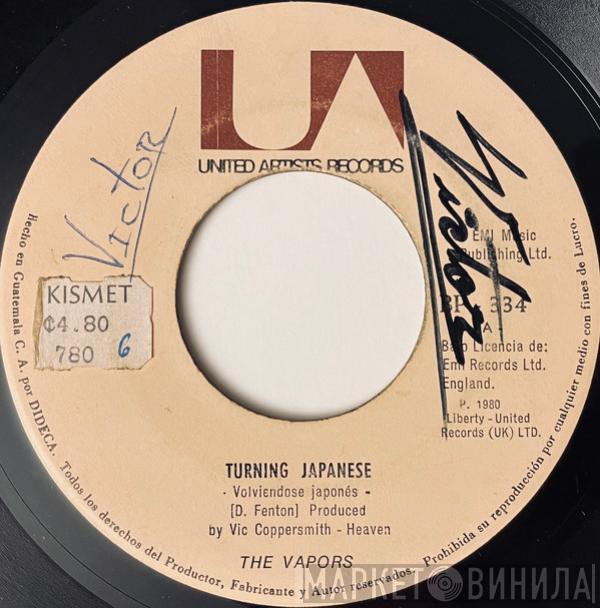 UA
UNITED ARTISTS RECORDS
VICTOR
Victor
KISMET
₡4.80
780 6
EMI Music
Publishing Ltd.
BP - 334
- A -
Bajo Licencia de:
Emi Records Ltd.
England.
P. 1980
Liberty - United
Records (UK) LTD.
TURNING JAPANESE
- Volviendose japonés -
[D. Fenton] Produced
by Vic Coppersmith - Heaven
THE VAPORS
Hecho en Guatemala C. A. por DIDECA. Todos los derechos del Productor, Fabricante y Autor reservados. Prohibida su reproducción por cualquier medio con fines de Lucro.
МАРКЕТ ВИНИЛА!